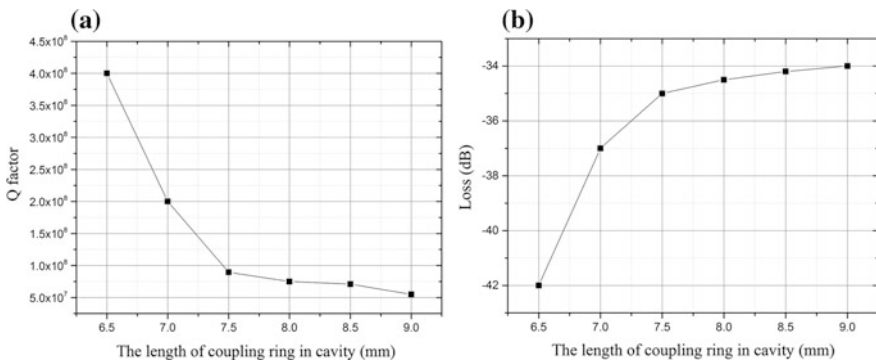 (a)
4.5x10⁸
4.0x10⁸
3.5x10⁸
3.0x10⁸
2.5x10⁸
2.0x10⁸
1.5x10⁸
1.0x10⁸
5.0x10⁷
Q factor
6.5 7.0 7.5 8.0 8.5 9.0
The length of coupling ring in cavity (mm)
(b)
-34
-36
-38
-40
-42
Loss (dB)
6.5 7.0 7.5 8.0 8.5 9.0
The length of coupling ring in cavity (mm)